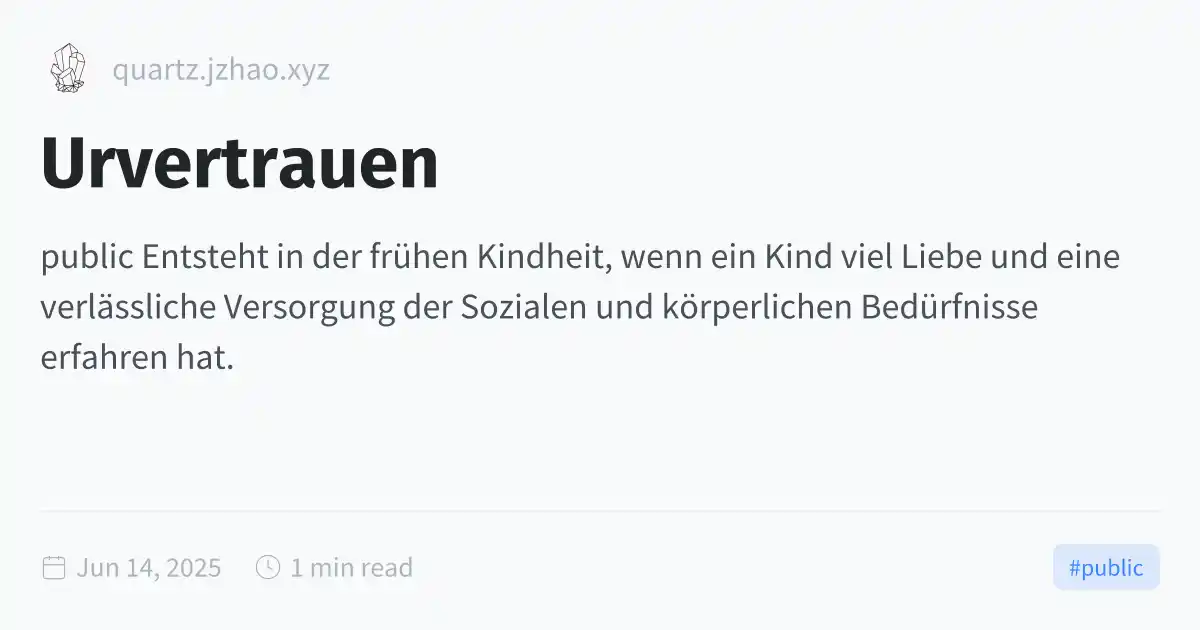 quartz.jzhao.xyz
Urvertrauen
public Entsteht in der frühen Kindheit, wenn ein Kind viel Liebe und eine
verlässliche Versorgung der Sozialen und körperlichen Bedürfnisse
erfahren hat.
Jun 14, 2025 1 min read #public